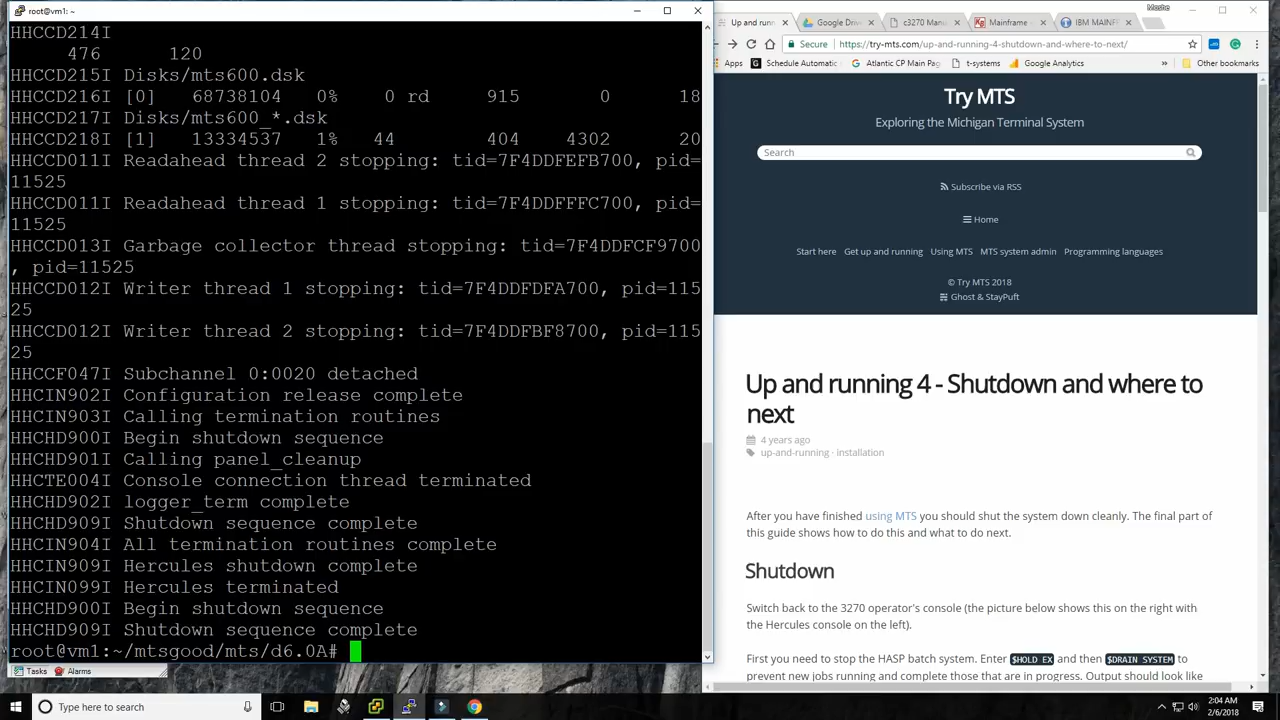 root@vm1: ~
HHCCD214I
476 120
HHCCD215I Disks/mts600.dsk
HHCCD216I [0] 68738104 0% 0 rd 915 0 18
HHCCD217I Disks/mts600_*.dsk
HHCCD218I [1] 13334537 1% 44 404 4302 20
HHCCD011I Readahead thread 2 stopping: tid=7F4DDFEFB700, pid=
11525
HHCCD011I Readahead thread 1 stopping: tid=7F4DDFFFC700, pid=
11525
HHCCD013I Garbage collector thread stopping: tid=7F4DDFCF9700
, pid=11525
HHCCD012I Writer thread 1 stopping: tid=7F4DDFDFA700, pid=115
25
HHCCD012I Writer thread 2 stopping: tid=7F4DDFBF8700, pid=115
25
HHCCF047I Subchannel 0:0020 detached
HHCIN902I Configuration release complete
HHCIN903I Calling termination routines
HHCHD900I Begin shutdown sequence
HHCHD901I Calling panel_cleanup
HHCTE004I Console connection thread terminated
HHCHD902I logger_term complete
HHCHD909I Shutdown sequence complete
HHCIN904I All termination routines complete
HHCIN909I Hercules shutdown complete
HHCIN099I Hercules terminated
HHCHD900I Begin shutdown sequence
HHCHD909I Shutdown sequence complete
root@vm1:~/mtsgood/mts/d6.0A#
Tasks Alarms
Moshe
Up and runn Google Driv c3270 Manu Mainframe IBM MAINF
Secure https://try-mts.com/up-and-running-4-shutdown-and-where-to-next/
Apps Schedule Automatic Atlantic CP Main Pag t-systems Google Analytics » Other bookmarks
Try MTS
Exploring the Michigan Terminal System
Search
Subscribe via RSS
Home
Start here Get up and running Using MTS MTS system admin Programming languages
© Try MTS 2018
Ghost & StayPuft
Up and running 4 - Shutdown and where to
next
4 years ago
up-and-running · installation
After you have finished using MTS you should shut the system down cleanly. The final part of
this guide shows how to do this and what to do next.
Shutdown
Switch back to the 3270 operator's console (the picture below shows this on the right with
the Hercules console on the left).
First you need to stop the HASP batch system. Enter $HOLD EX and then $DRAIN SYSTEM to
prevent new jobs running and complete those that are in progress. Output should look like
Type here to search
2:04 AM
2/6/2018